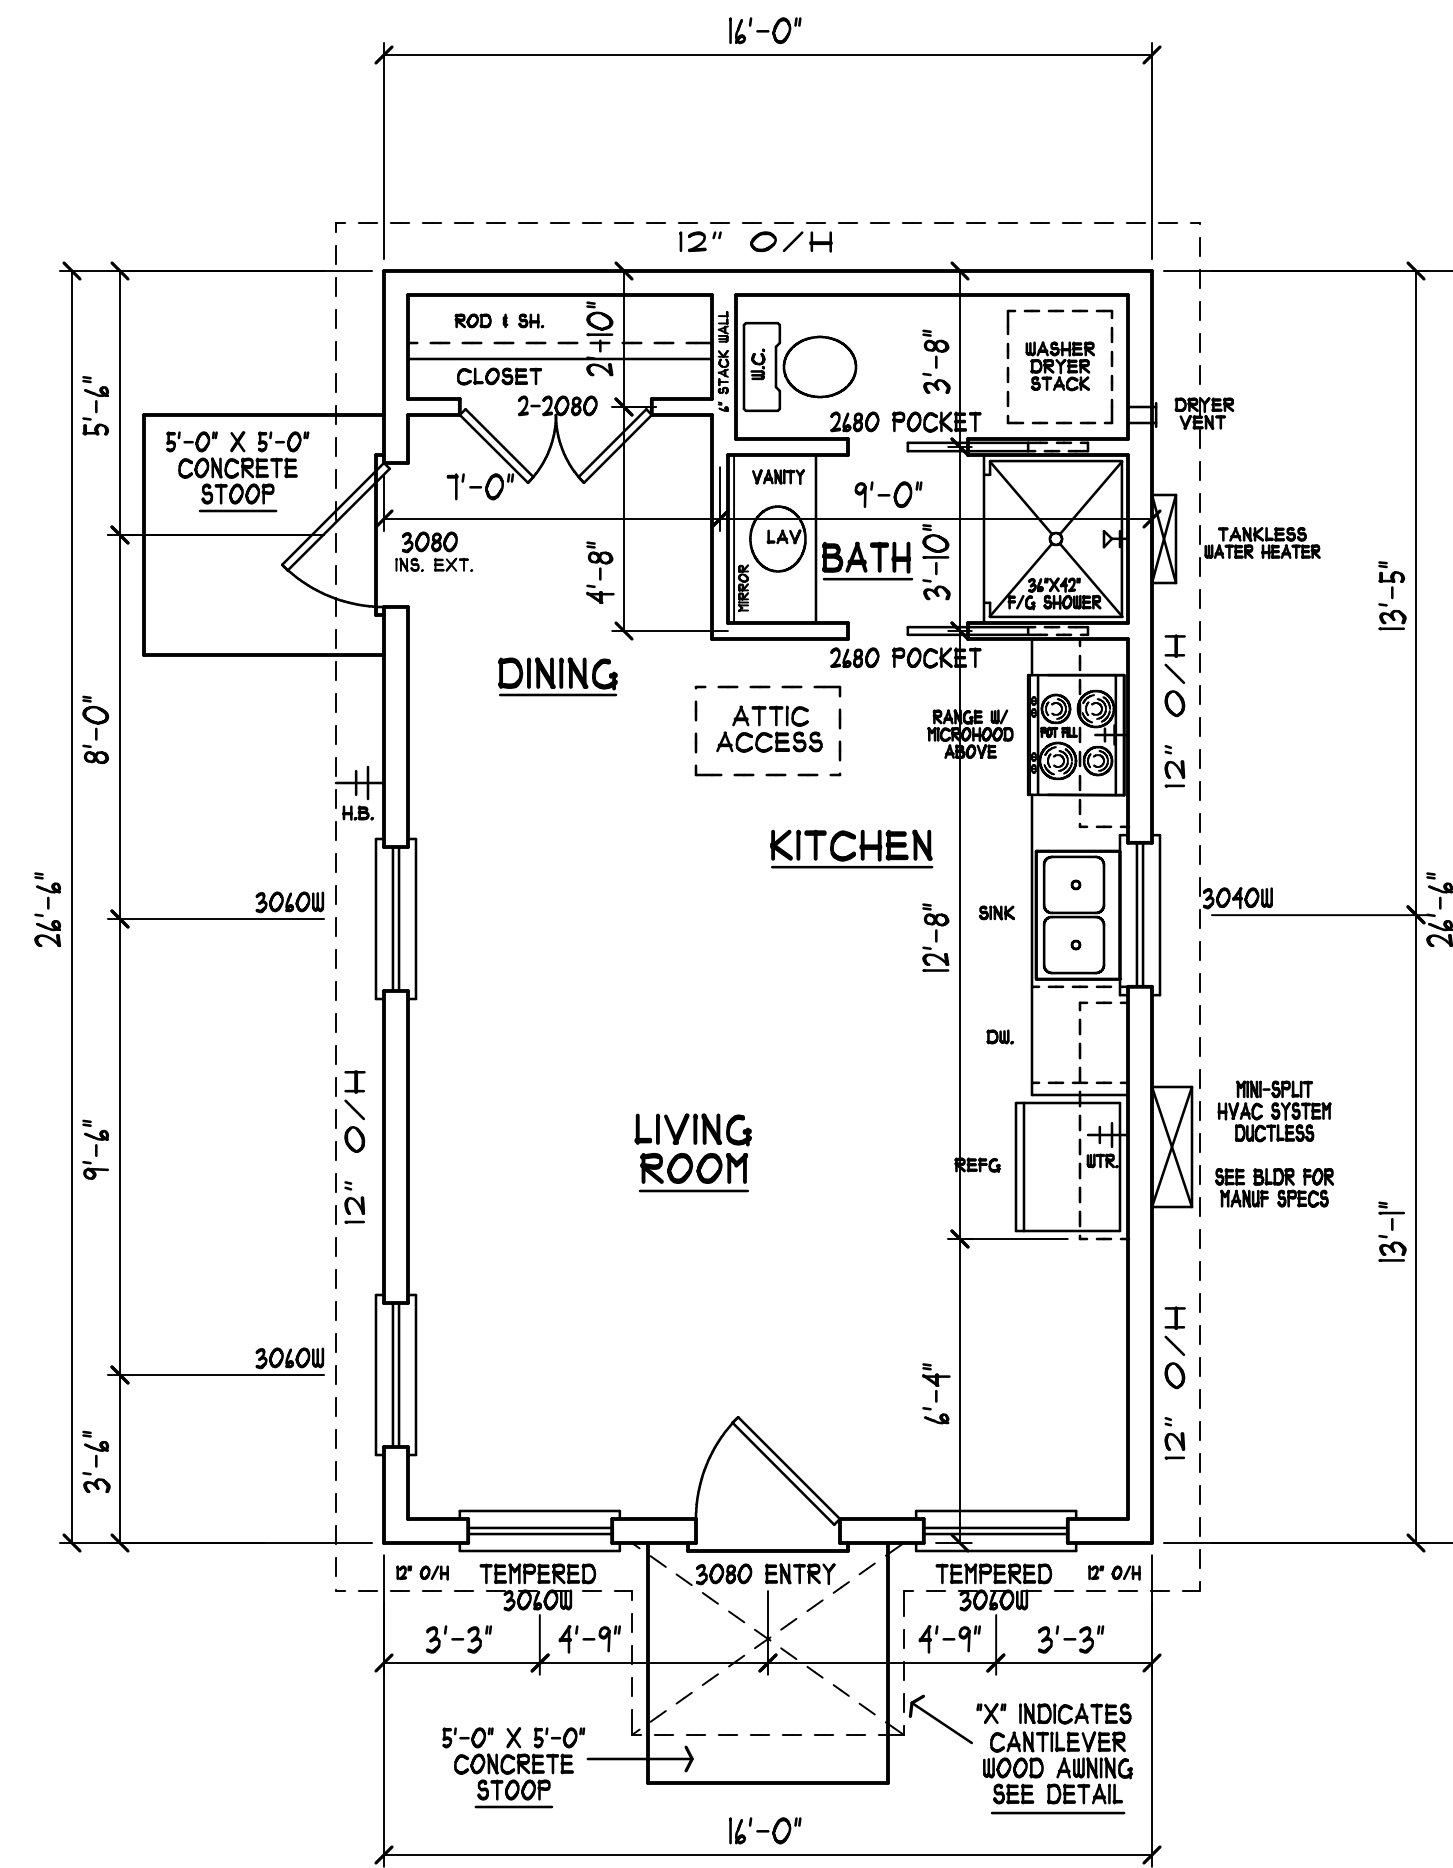 16'-0"
12" O/H
ROD & SH.
2'-10"
CLOSET
2-2080
6" STACK WALL
W.C.
3'-8"
WASHER
DRYER
STACK
2680 POCKET
DRYER
VENT
5'-6"
5'-0" X 5'-0"
CONCRETE
STOOP
7'-0"
VANITY
9'-0"
3080
INS. EXT.
LAV
BATH
4'-8"
MIRROR
3'-10"
36"X42"
F/G SHOWER
TANKLESS
WATER HEATER
13'-5"
2680 POCKET
DINING
ATTIC
ACCESS
RANGE W/
MICROHOOD
ABOVE
POT FILL
12" O/H
8'-0"
H.B.
KITCHEN
26'-6"
3060W
12'-8"
SINK
3040W
26'-6"
DW.
12" O/H
LIVING
ROOM
9'-6"
REFG
WTR.
MINI-SPLIT
HVAC SYSTEM
DUCTLESS
SEE BLDR FOR
MANUF SPECS
13'-1"
3060W
6'-4"
12" O/H
3'-6"
12" O/H
TEMPERED
3060W
3080 ENTRY
TEMPERED
3060W
12" O/H
3'-3"
4'-9"
4'-9"
3'-3"
5'-0" X 5'-0"
CONCRETE
STOOP
"X" INDICATES
CANTILEVER
WOOD AWNING
SEE DETAIL
16'-0"